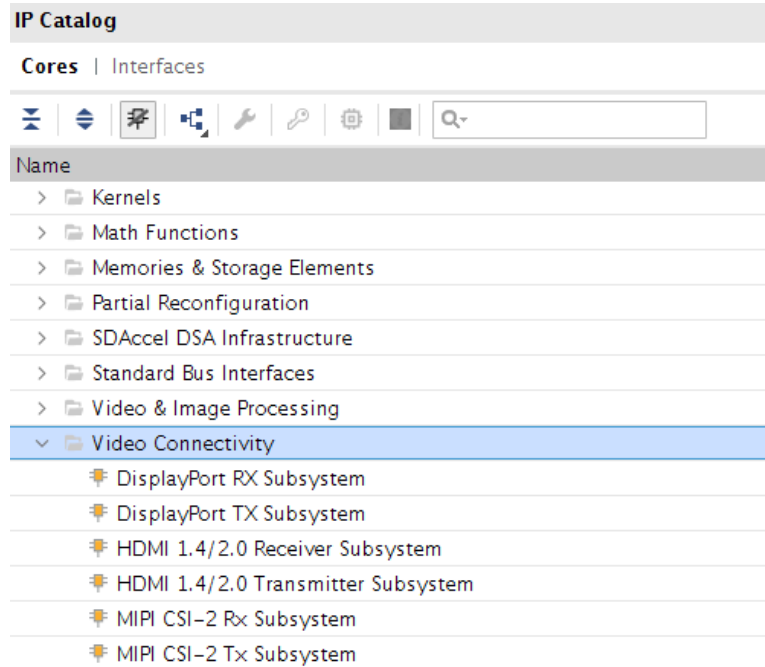 IP Catalog
Cores | Interfaces
Name
Kernels
Math Functions
Memories & Storage Elements
Partial Reconfiguration
SDAccel DSA Infrastructure
Standard Bus Interfaces
Video & Image Processing
Video Connectivity
DisplayPort RX Subsystem
DisplayPort TX Subsystem
HDMI 1.4/2.0 Receiver Subsystem
HDMI 1.4/2.0 Transmitter Subsystem
MIPI CSI-2 Rx Subsystem
MIPI CSI-2 Tx Subsystem